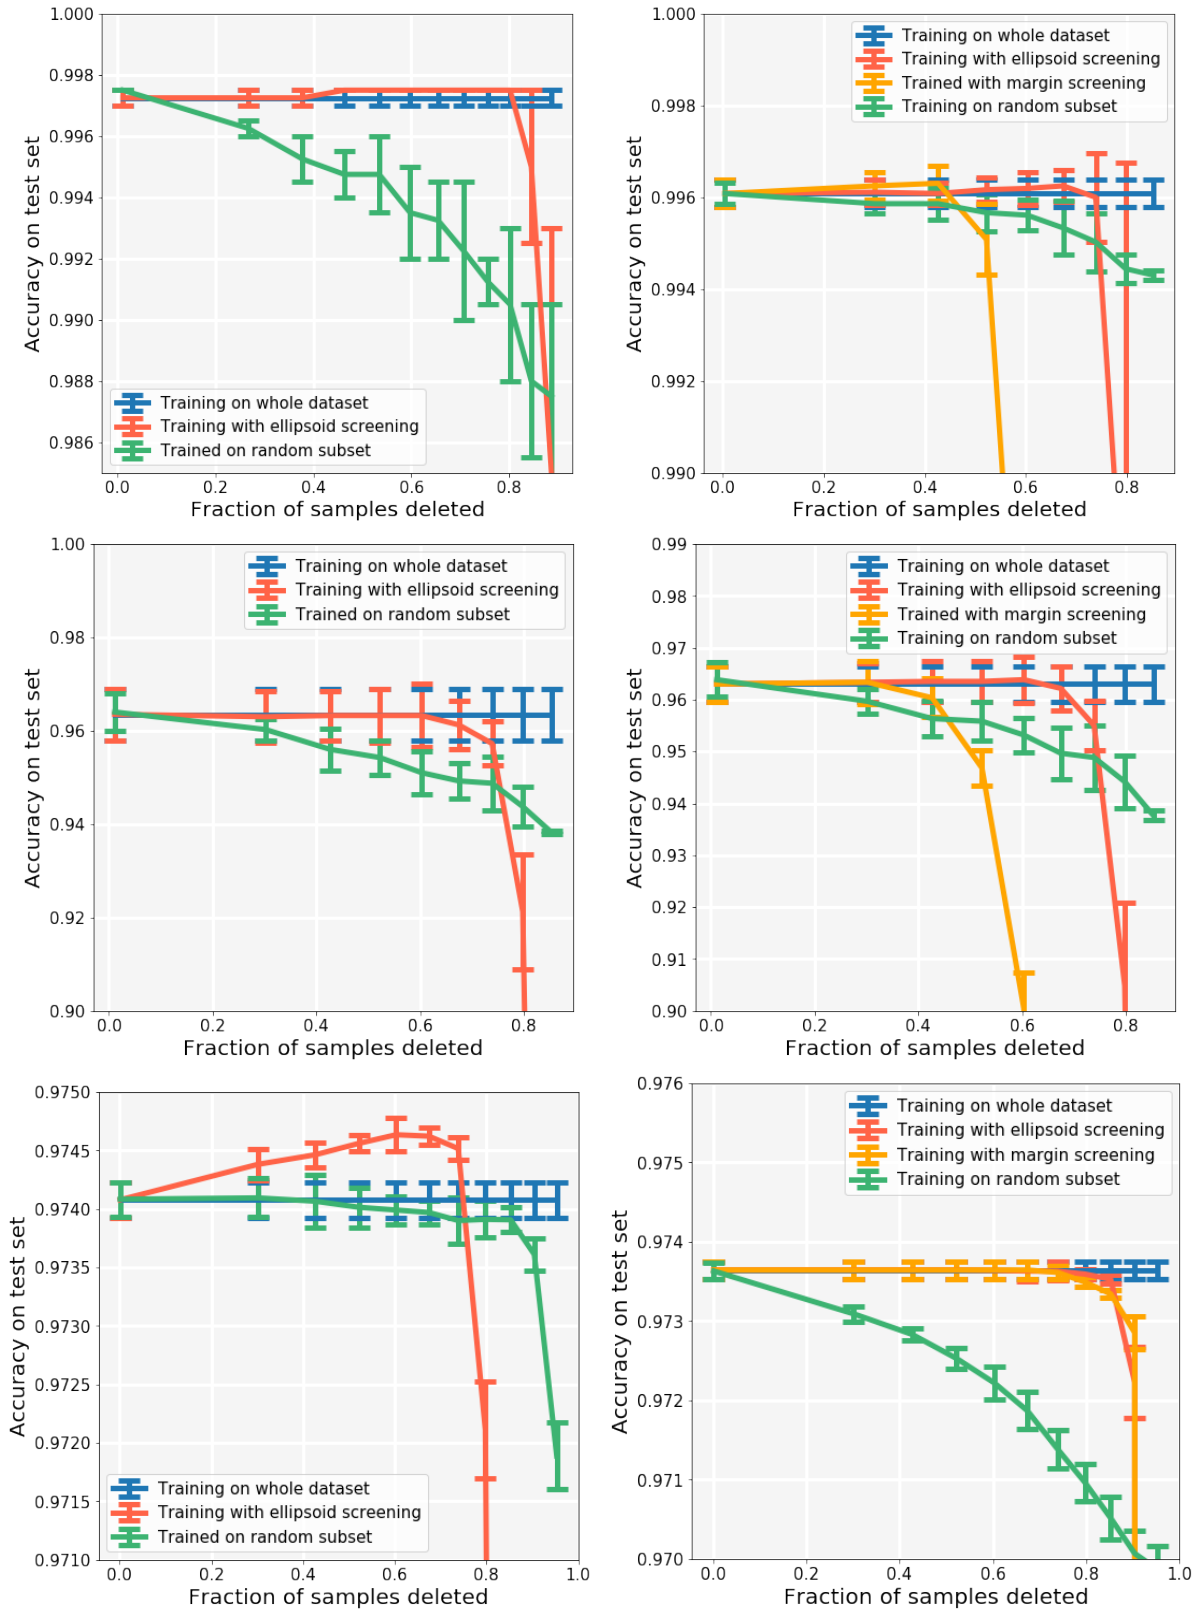 1.000
0.998
0.996
0.994
0.992
0.990
0.988
0.986
Accuracy on test set
Training on whole dataset
Training with ellipsoid screening
Trained on random subset
0.0 0.2 0.4 0.6 0.8
Fraction of samples deleted
1.000
0.998
0.996
0.994
0.992
0.990
Accuracy on test set
Training on whole dataset
Training with ellipsoid screening
Trained with margin screening
Training on random subset
0.0 0.2 0.4 0.6 0.8
Fraction of samples deleted
1.00
0.98
0.96
0.94
0.92
0.90
Accuracy on test set
Training on whole dataset
Training with ellipsoid screening
Trained on random subset
0.0 0.2 0.4 0.6 0.8
Fraction of samples deleted
0.99
0.98
0.97
0.96
0.95
0.94
0.93
0.92
0.91
0.90
Accuracy on test set
Training on whole dataset
Training with ellipsoid screening
Trained with margin screening
Training on random subset
0.0 0.2 0.4 0.6 0.8
Fraction of samples deleted
0.9750
0.9745
0.9740
0.9735
0.9730
0.9725
0.9720
0.9715
0.9710
Accuracy on test set
Training on whole dataset
Training with ellipsoid screening
Trained on random subset
0.0 0.2 0.4 0.6 0.8 1.0
Fraction of samples deleted
0.976
0.975
0.974
0.973
0.972
0.971
0.970
Accuracy on test set
Training on whole dataset
Training with ellipsoid screening
Training with margin screening
Training on random subset
0.0 0.2 0.4 0.6 0.8 1.0
Fraction of samples deleted